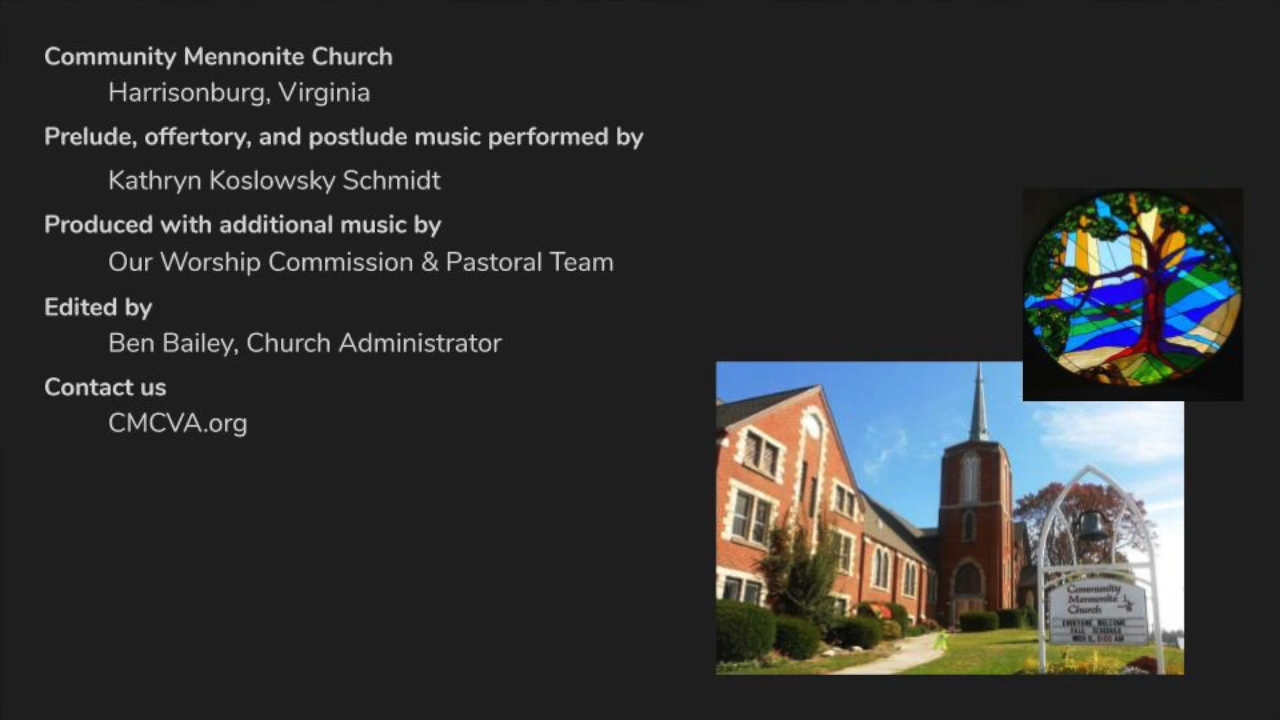 Community Mennonite Church
Harrisonburg, Virginia
Prelude, offertory, and postlude music performed by
Kathryn Koslowsky Schmidt
Produced with additional music by
Our Worship Commission & Pastoral Team
Edited by
Ben Bailey, Church Administrator
Contact us
CMCVA.org
Community
Mennonite
Church
EVERYONE WELCOME
FALL SCHEDULE